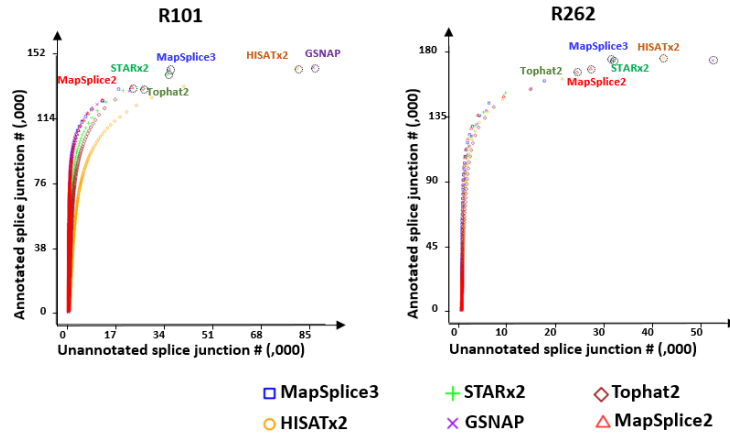 R101
R262
Annotated splice junction # (,000)
152
114
76
38
0
MapSplice3
STARx2
MapSplice2
Tophat2
HISATx2
GSNAP
0 17 34 51 68 85
Unannotated splice junction # (,000)
Annotated splice junction # (,000)
180
135
90
45
0
MapSplice3
HISATx2
Tophat2
STARx2
MapSplice2
0 10 20 30 40 50
Unannotated splice junction # (,000)
MapSplice3 STARx2 Tophat2
HISATx2 GSNAP MapSplice2